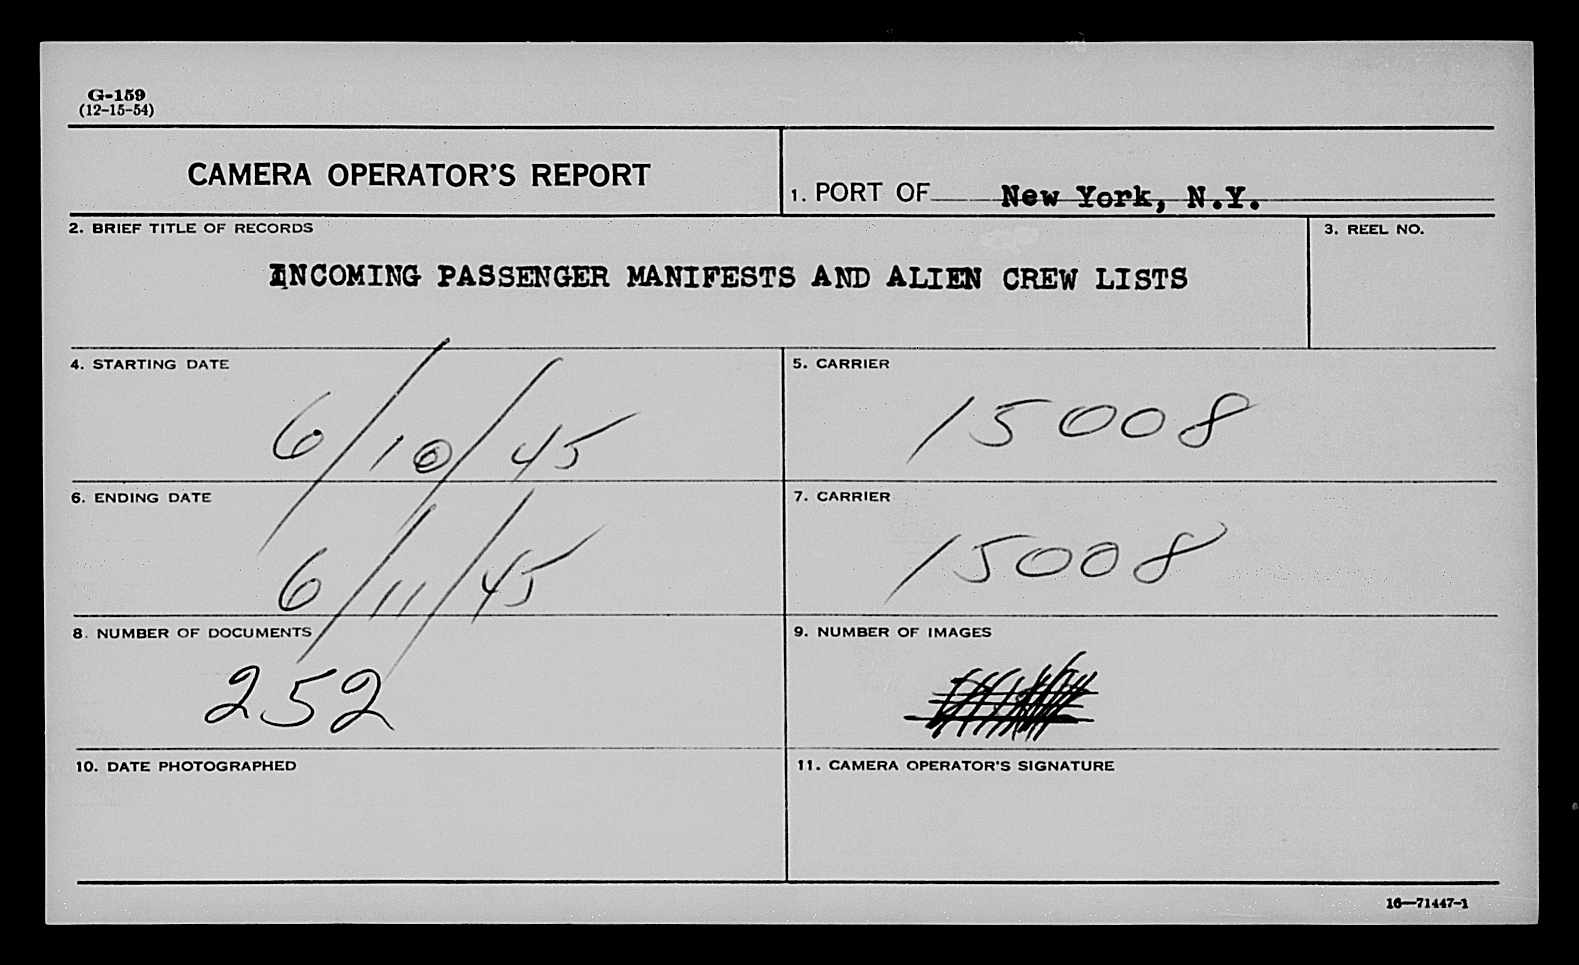 G-159
(12-15-54)
CAMERA OPERATOR'S REPORT
1. PORT OF New York, N.Y.
2. BRIEF TITLE OF RECORDS
INCOMING PASSENGER MANIFESTS AND ALIEN CREW LISTS
3. REEL NO.
4. STARTING DATE
6/10/45
5. CARRIER
15008
6. ENDING DATE
6/11/45
7. CARRIER
15008
8. NUMBER OF DOCUMENTS
252
9. NUMBER OF IMAGES
10. DATE PHOTOGRAPHED
11. CAMERA OPERATOR'S SIGNATURE
16—71447-1